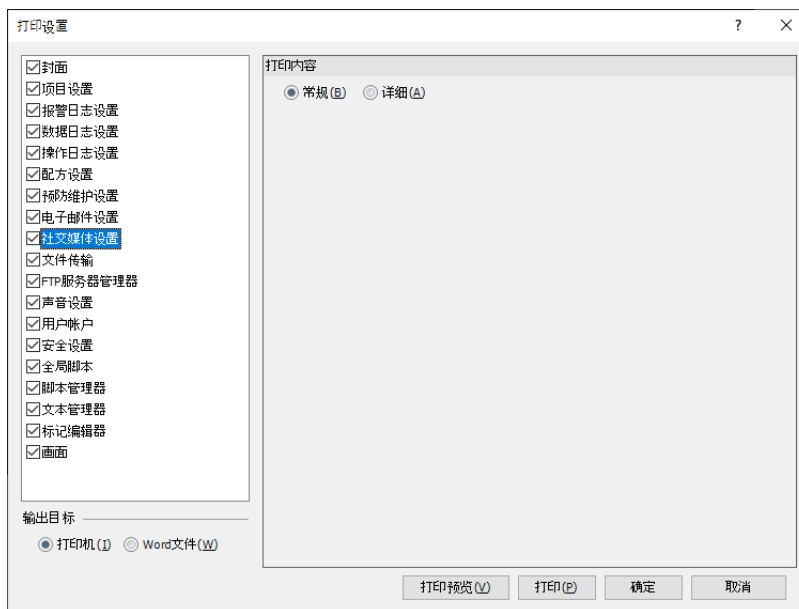 打印设置
?
封面
项目设置
报警日志设置
数据日志设置
操作日志设置
配方设置
预防维护设置
电子邮件设置
社交媒体设置
文件传输
FTP服务器管理器
声音设置
用户帐户
安全设置
全局脚本
脚本管理器
文本管理器
标记编辑器
画面
输出目标
打印机(I) Word文件(W)
打印内容
常规(B) 详细(A)
打印预览(V) 打印(P) 确定 取消